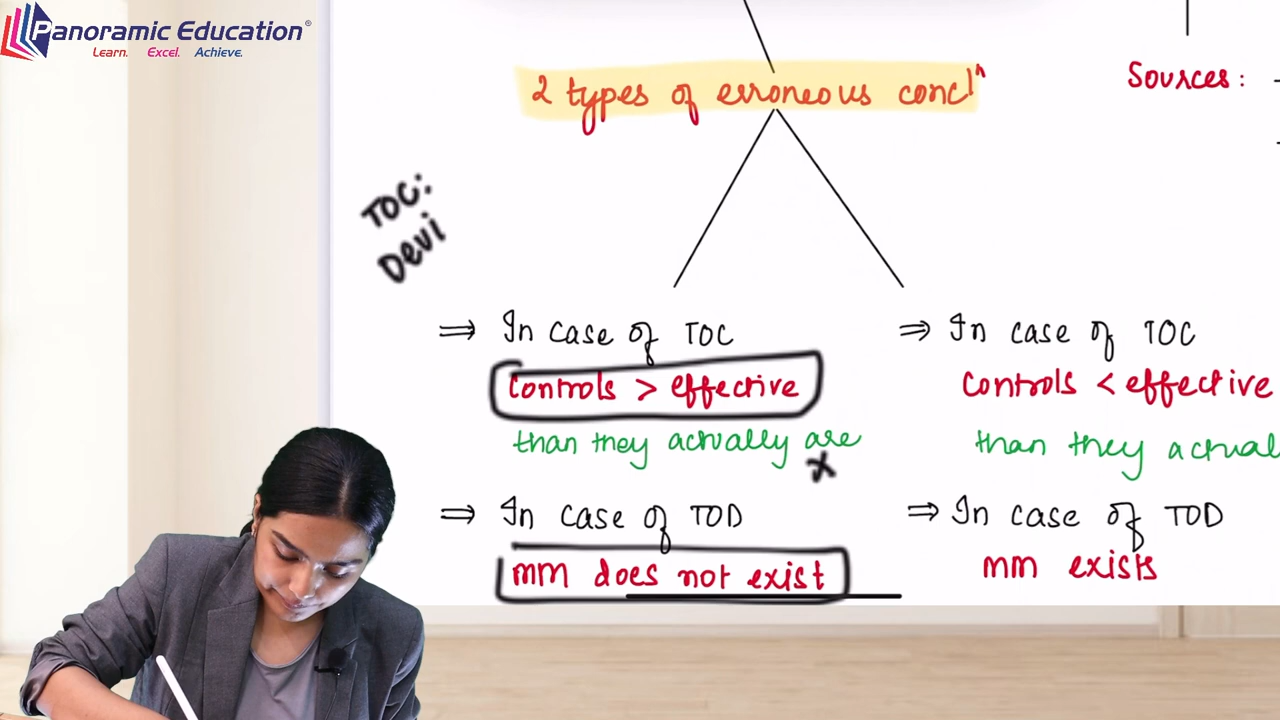 Panoramic Education®
Learn. Excel. Achieve.
2 types of erroneous conclⁿ
Sources:
TOC:
Devi
⇒ In case of TOC
controls > effective
than they actually are
x
⇒ In case of TOD
MM does not exist
⇒ In case of TOC
controls < effective
than they actual
⇒ In case of TOD
MM exists